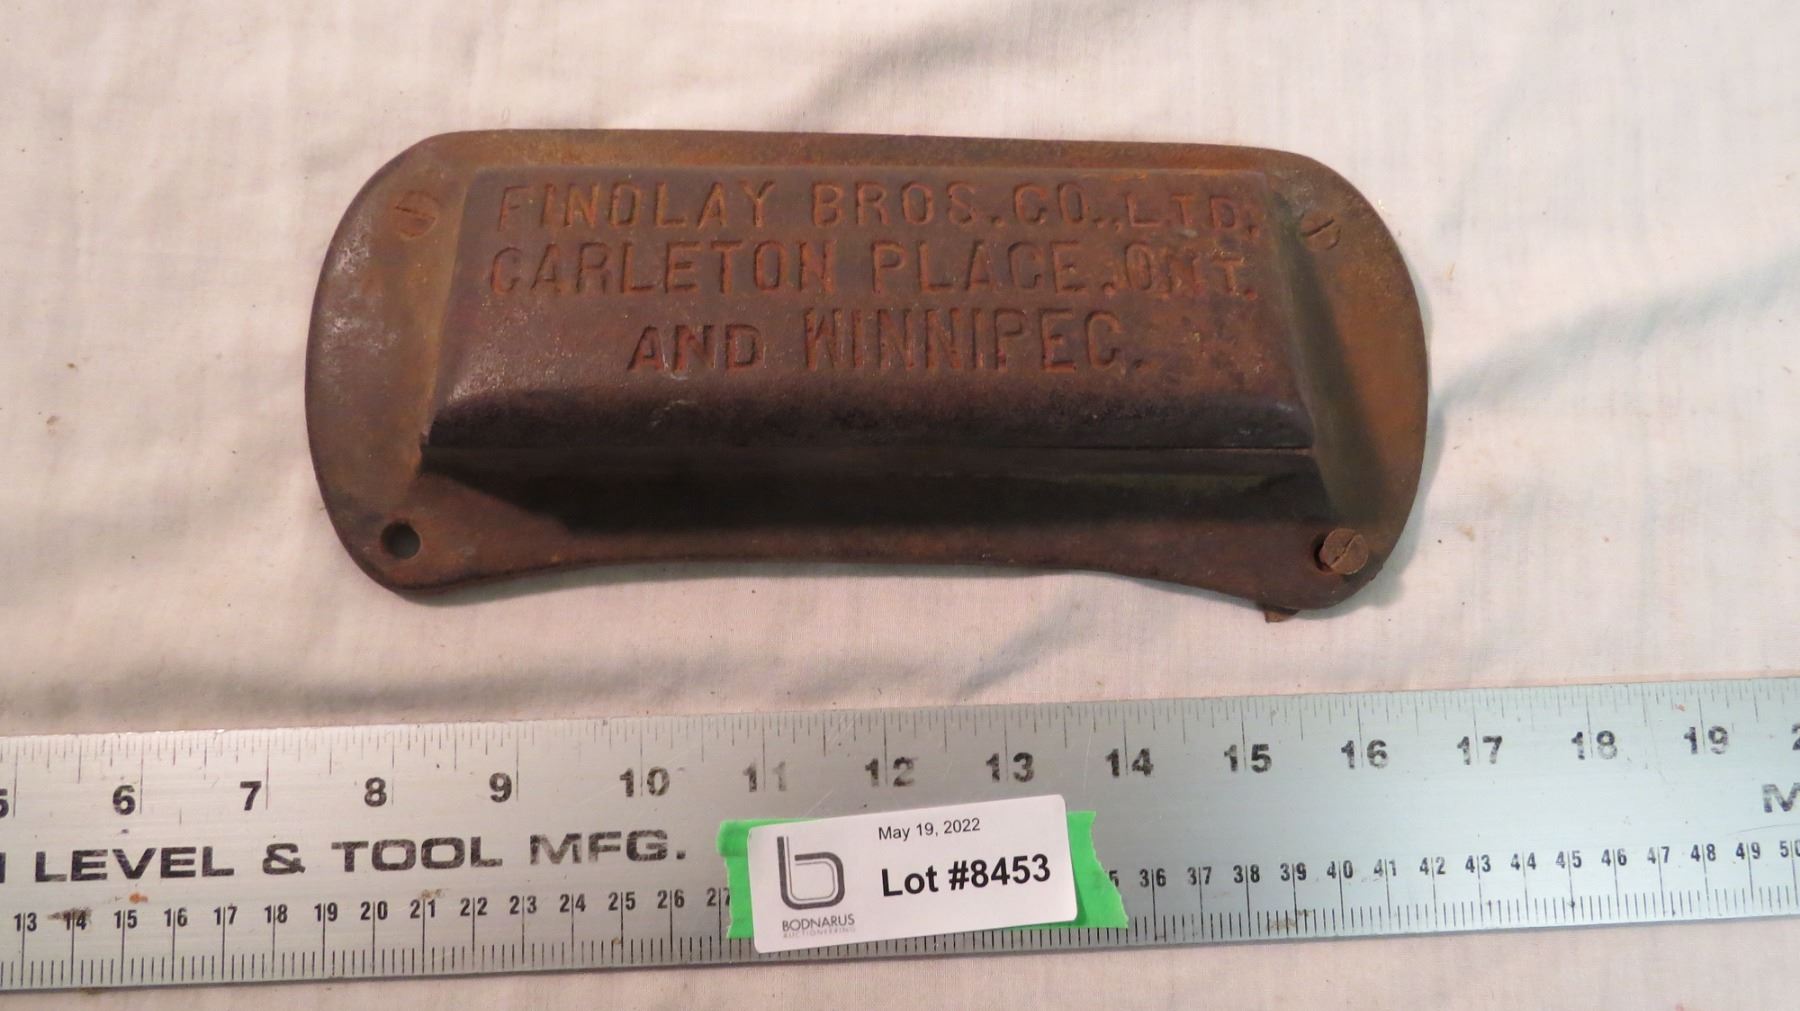 FINDLAY BROS. CO., LTD.
CARLETON PLACE. ONT.
AND WINNIPEG.
6 7 8 9 10 11 12 13 14 15 16 17 18 19
LEVEL & TOOL MFG.
May 19, 2022
Lot #8453
BODNARUS
AUCTIONEERING
13 14 15 16 17 18 19 20 21 22 23 24 25 26 27 36 37 38 39 40 41 42 43 44 45 46 47 48 49 50